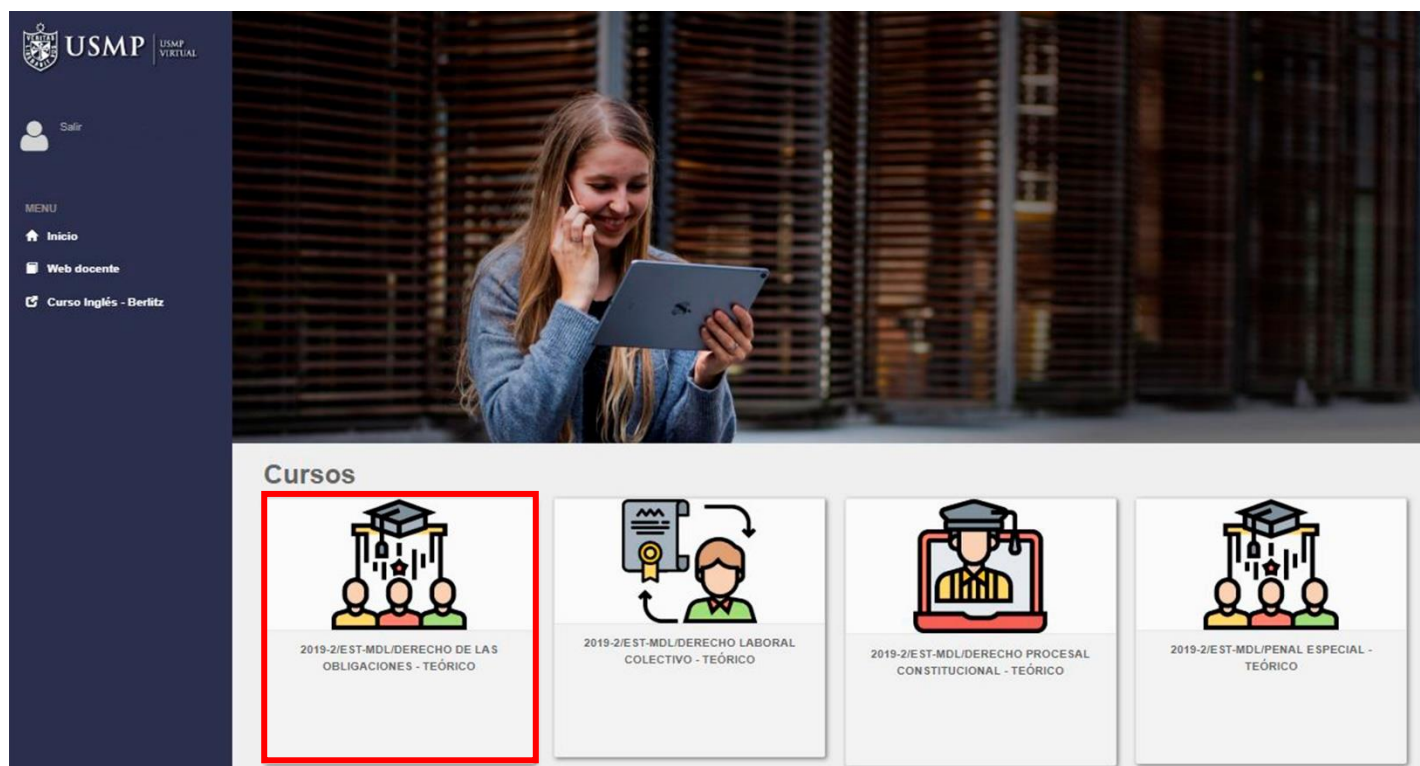 USMP
USMP
VIRTUAL
Salir
MENU
Inicio
Web docente
Curso Inglés - Berlitz
Cursos
2019-2/EST-MDL/DERECHO DE LAS
OBLIGACIONES - TEÓRICO
2019-2/EST-MDL/DERECHO LABORAL
COLECTIVO - TEÓRICO
2019-2/EST-MDL/DERECHO PROCESAL
CONSTITUCIONAL - TEÓRICO
2019-2/EST-MDL/PENAL ESPECIAL -
TEÓRICO